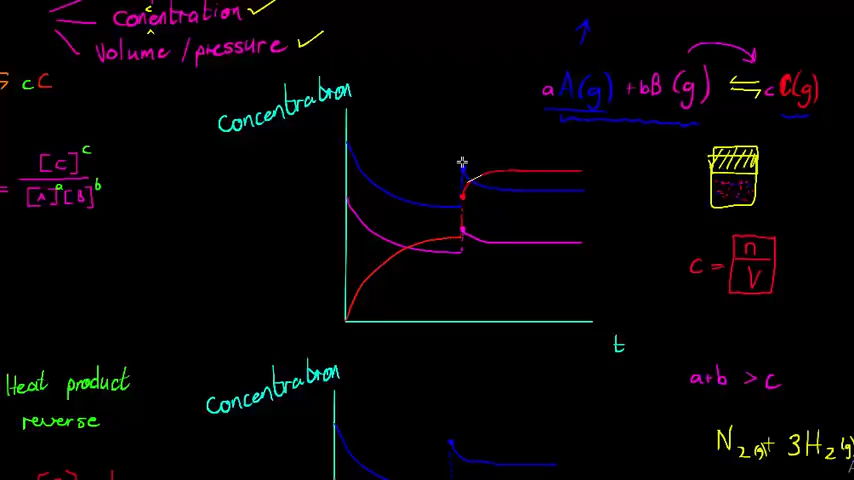 concentration
Volume / pressure
⇌ cC
aA(g) + bB(g) ⇌ cC(g)
Concentration
= [C]^c / [A]^a [B]^b
c = n / V
t
Heat product
reverse
Concentration
a+b > c
N₂(g) + 3H₂(g)